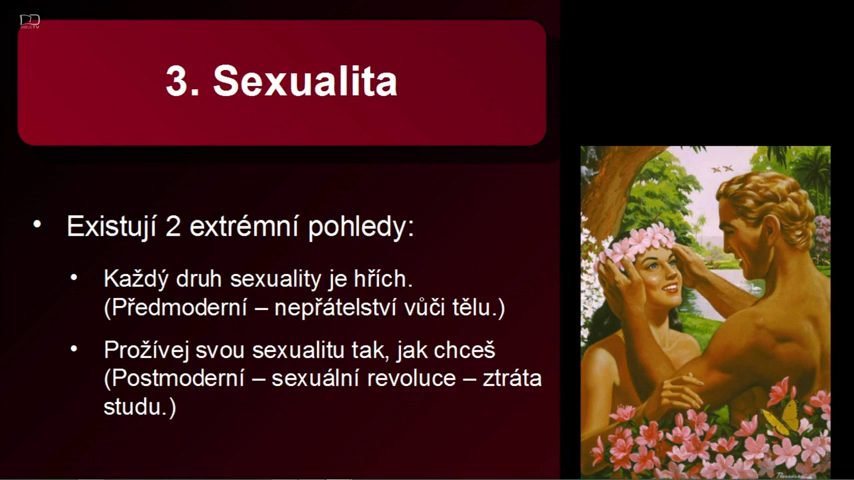 3. Sexualita
• Existují 2 extrémní pohledy:
• Každý druh sexuality je hřích.
(Předmoderní – nepřátelství vůči tělu.)
• Prožívej svou sexualitu tak, jak chceš
(Postmoderní – sexuální revoluce – ztráta
studu.)